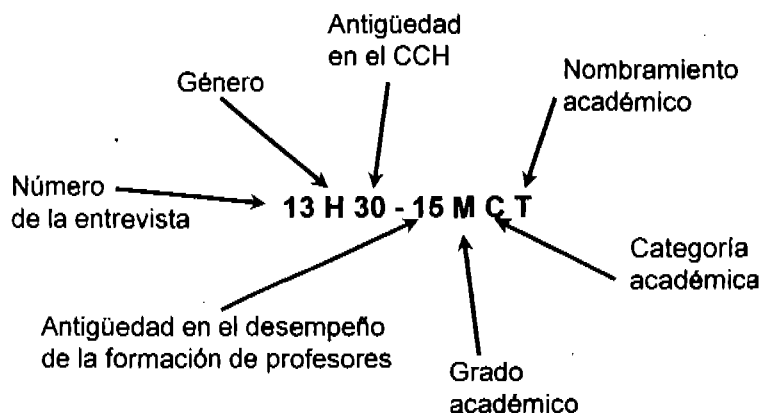 Antigüedad
en el CCH
Género
Nombramiento
académico
Número
de la entrevista
13 H 30 - 15 M C T
Categoría
académica
Antigüedad en el desempeño
de la formación de profesores
Grado
académico